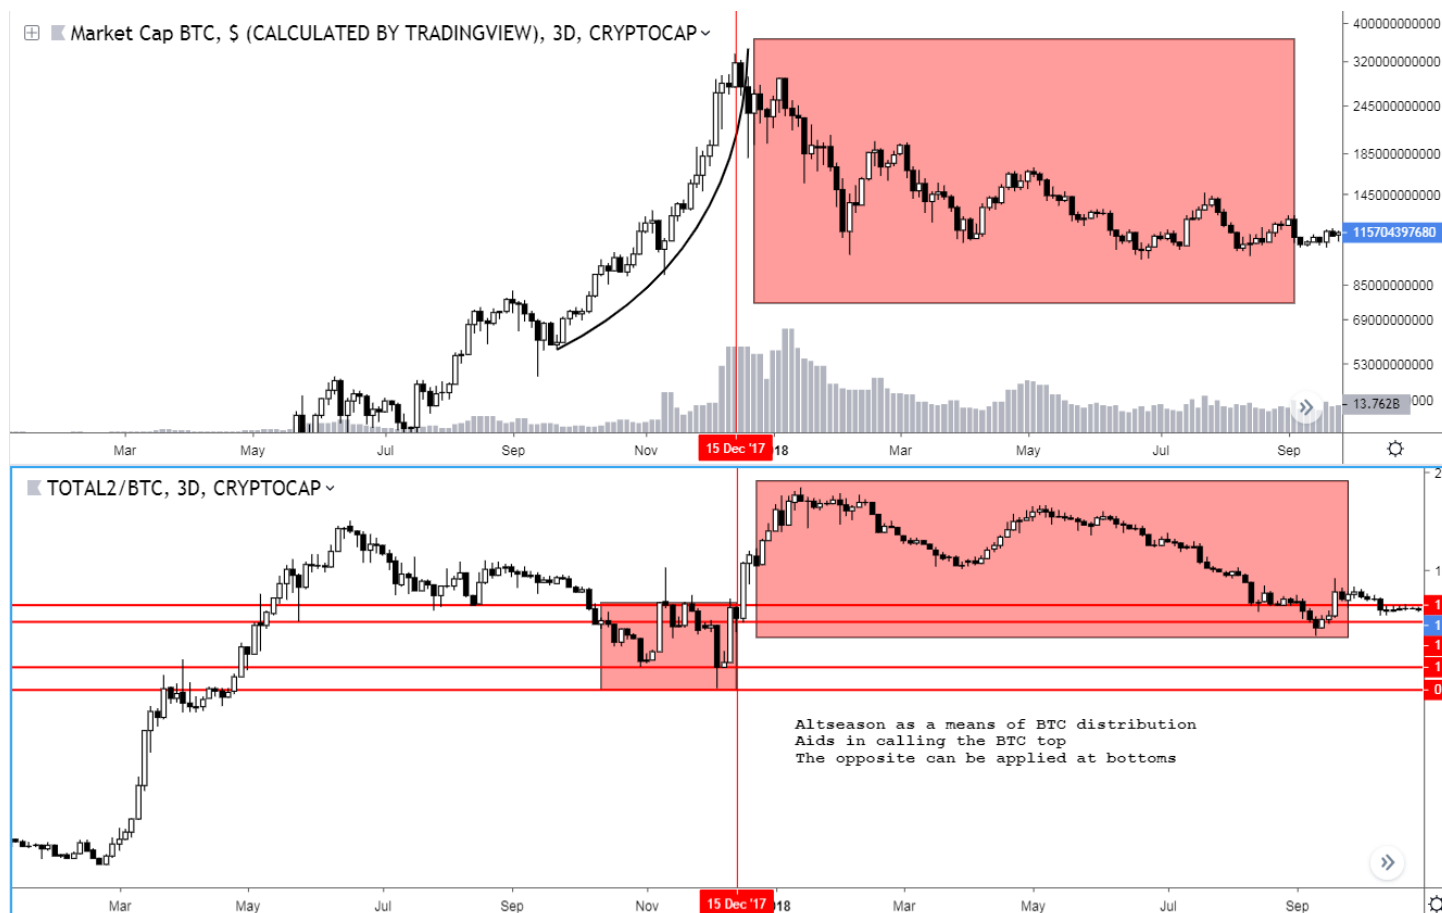 Market Cap BTC, $ (CALCULATED BY TRADINGVIEW), 3D, CRYPTOCAP
400000000000
320000000000
245000000000
185000000000
145000000000
115704397680
85000000000
69000000000
53000000000
13.762B
Mar May Jul Sep Nov 15 Dec '17 Mar May Jul Sep
TOTAL2/BTC, 3D, CRYPTOCAP
Altseason as a means of BTC distribution
Aids in calling the BTC top
The opposite can be applied at bottoms
Mar May Jul Sep Nov 15 Dec '17 Mar May Jul Sep